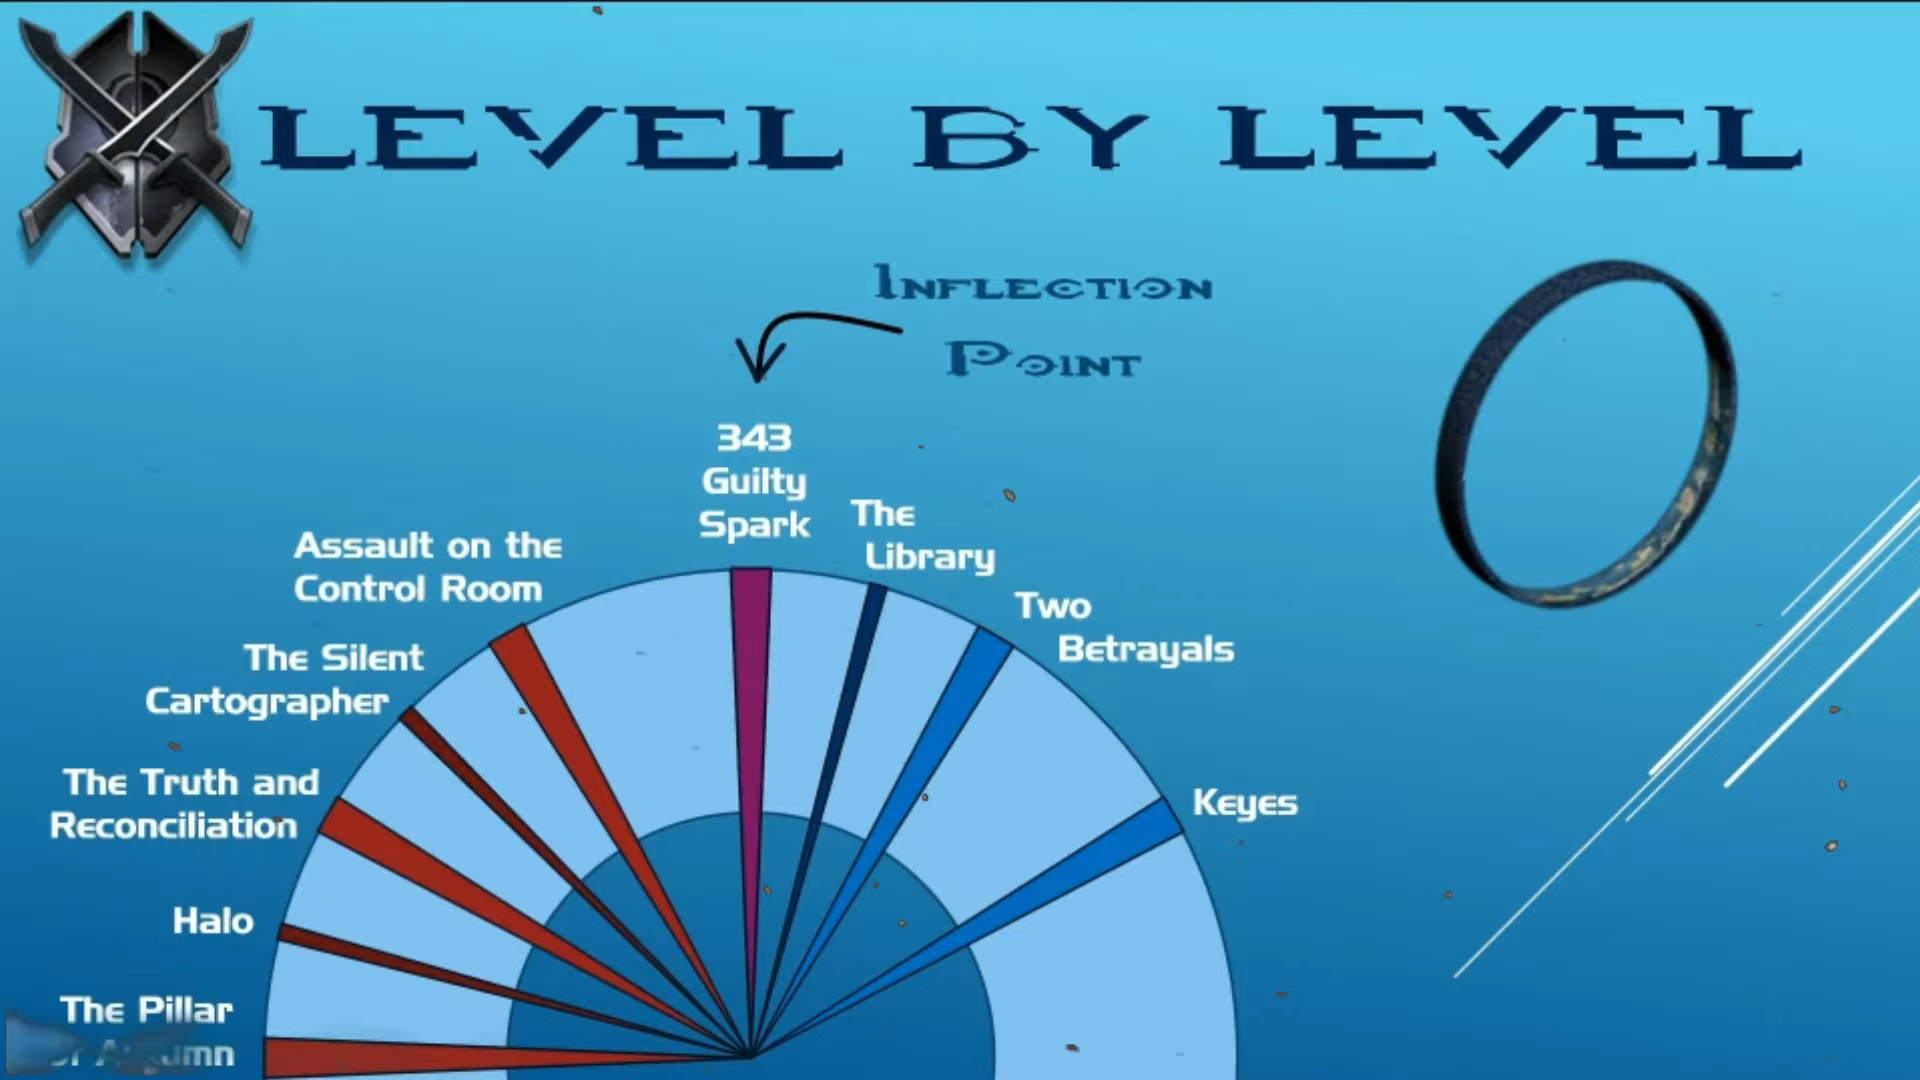 LEVEL BY LEVEL
INFLECTION
POINT
343
Guilty
Spark
The
Library
Assault on the
Control Room
Two
Betrayals
The Silent
Cartographer
The Truth and
Reconciliation
Keyes
Halo
The Pillar